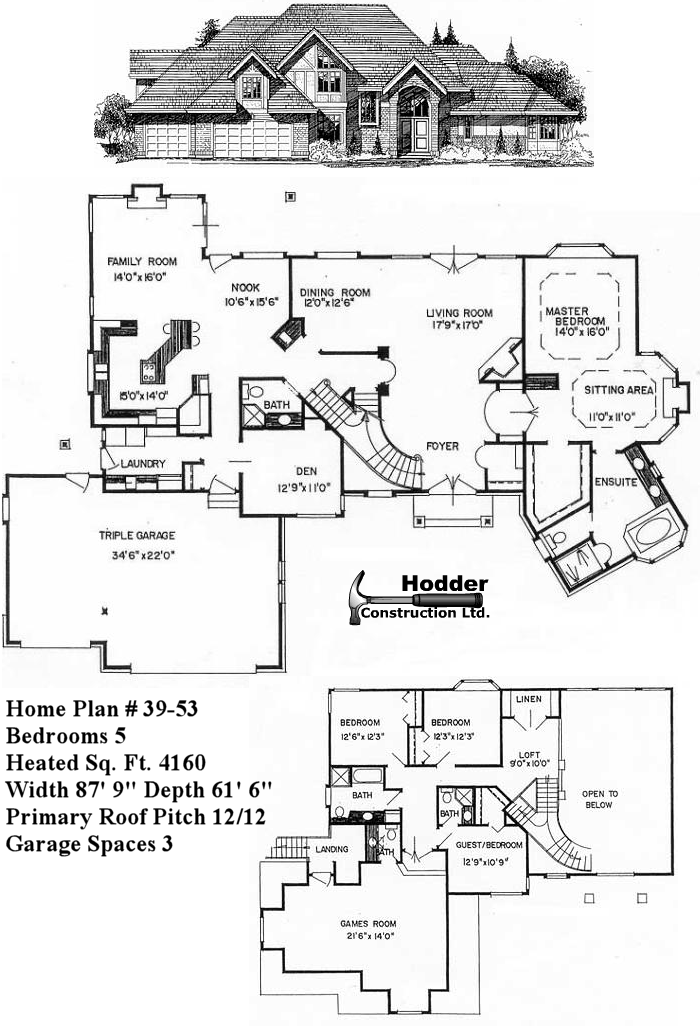 FAMILY ROOM
14'0"x16'0"
NOOK
10'6"x15'6"
DINING ROOM
12'0"x12'6"
LIVING ROOM
17'9"x17'0"
MASTER
BEDROOM
14'0"x16'0"
SITTING AREA
11'0"x11'0"
15'0"x14'0"
BATH
FOYER
LAUNDRY
DEN
12'9"x11'0"
ENSUITE
TRIPLE GARAGE
34'6"x22'0"
Hodder
Construction Ltd.
Home Plan # 39-53
Bedrooms 5
Heated Sq. Ft. 4160
Width 87' 9" Depth 61' 6"
Primary Roof Pitch 12/12
Garage Spaces 3
BEDROOM
12'6"x12'3"
BEDROOM
12'3"x12'3"
LINEN
LOFT
9'0"x10'0"
OPEN TO
BELOW
BATH
BATH
LANDING
BATH
GUEST/BEDROOM
12'9"x10'9"
GAMES ROOM
21'6"x14'0"